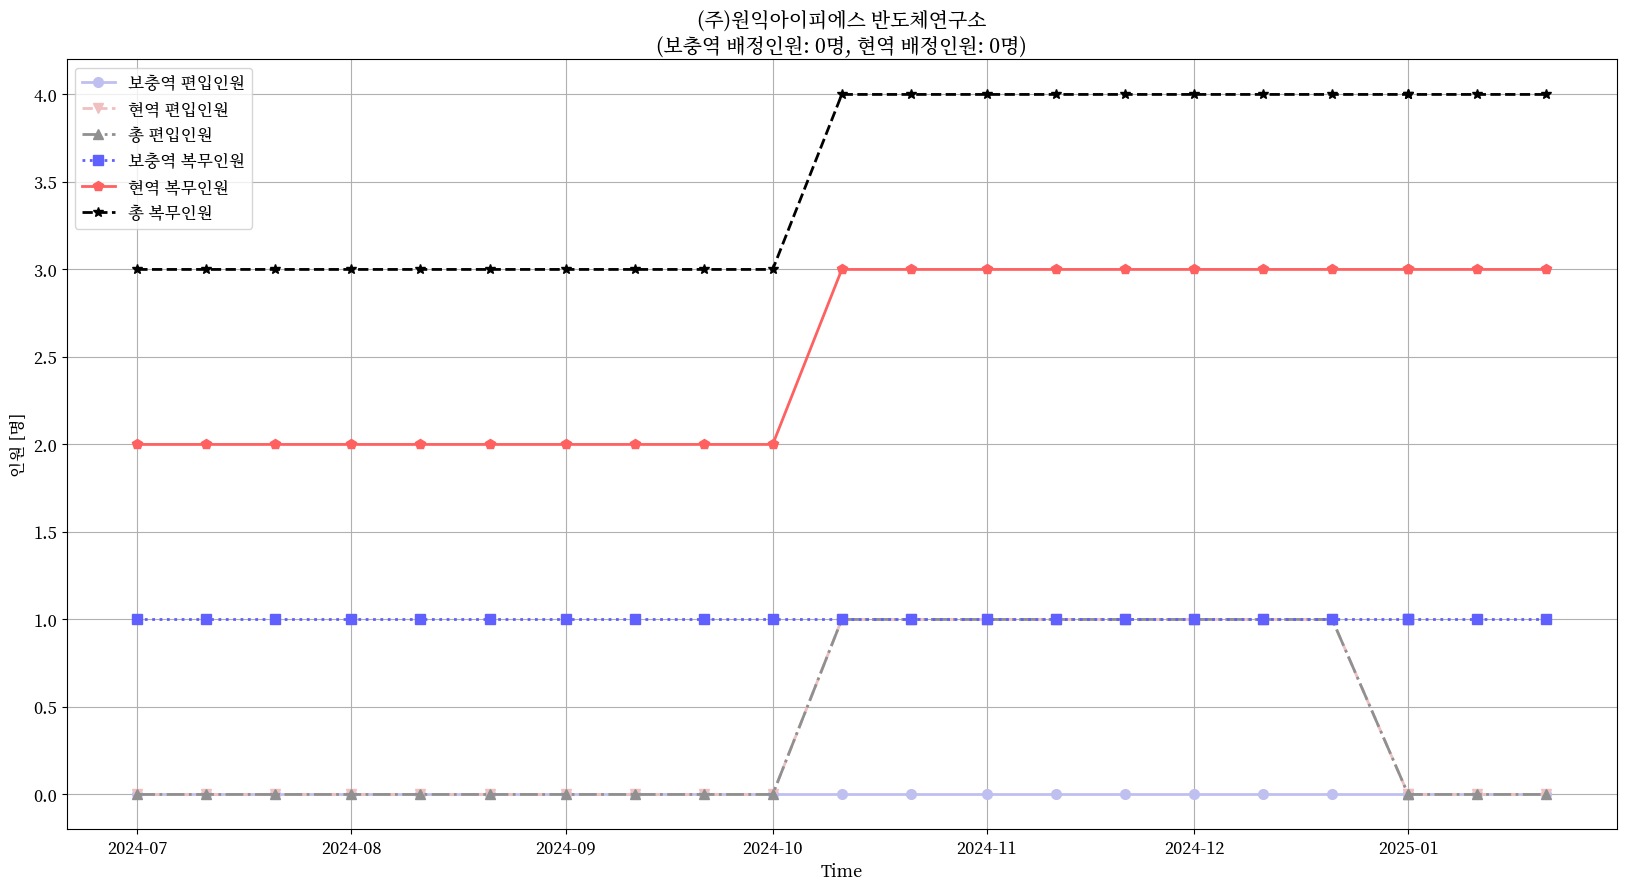 (주)원익아이피에스 반도체연구소
(보충역 배정인원: 0명, 현역 배정인원: 0명)
보충역 편입인원
현역 편입인원
총 편입인원
보충역 복무인원
현역 복무인원
총 복무인원
인원 [명]
4.0
3.5
3.0
2.5
2.0
1.5
1.0
0.5
0.0
2024-07 2024-08 2024-09 2024-10 2024-11 2024-12 2025-01
Time